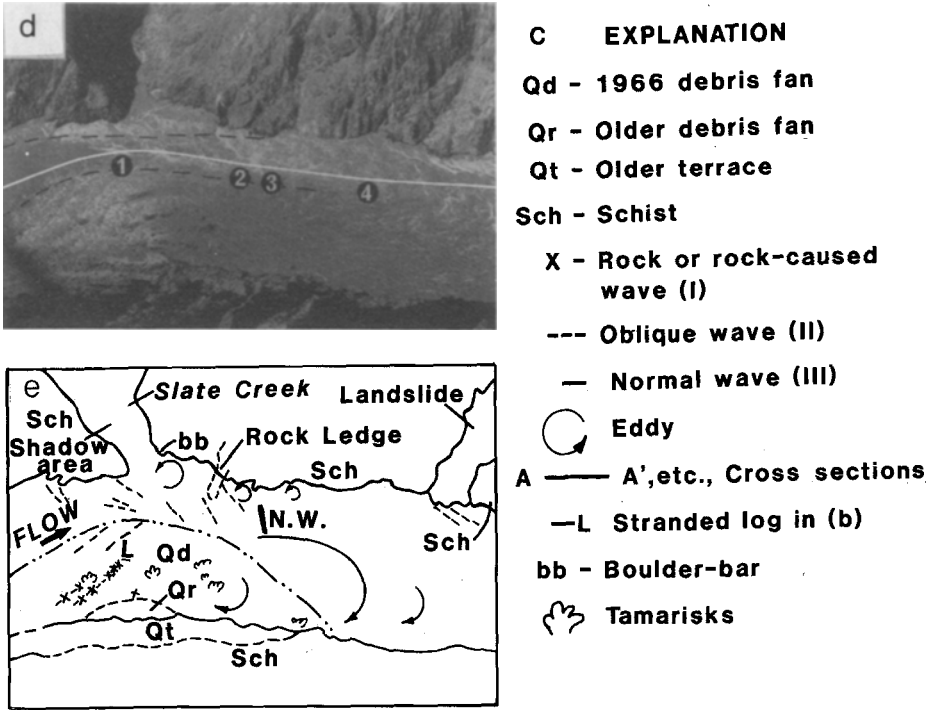 d
1
2
3
4
e
Slate Creek
Landslide
Sch
Shadow
area
bb
Rock Ledge
Sch
FLOW
N.W.
Sch
L
Qd
Qr
Qt
Sch
C EXPLANATION
Qd - 1966 debris fan
Qr - Older debris fan
Qt - Older terrace
Sch - Schist
X - Rock or rock-caused
wave (I)
--- Oblique wave (II)
— Normal wave (III)
Eddy
A —— A', etc., Cross sections
—L Stranded log in (b)
bb - Boulder-bar
Tamarisks